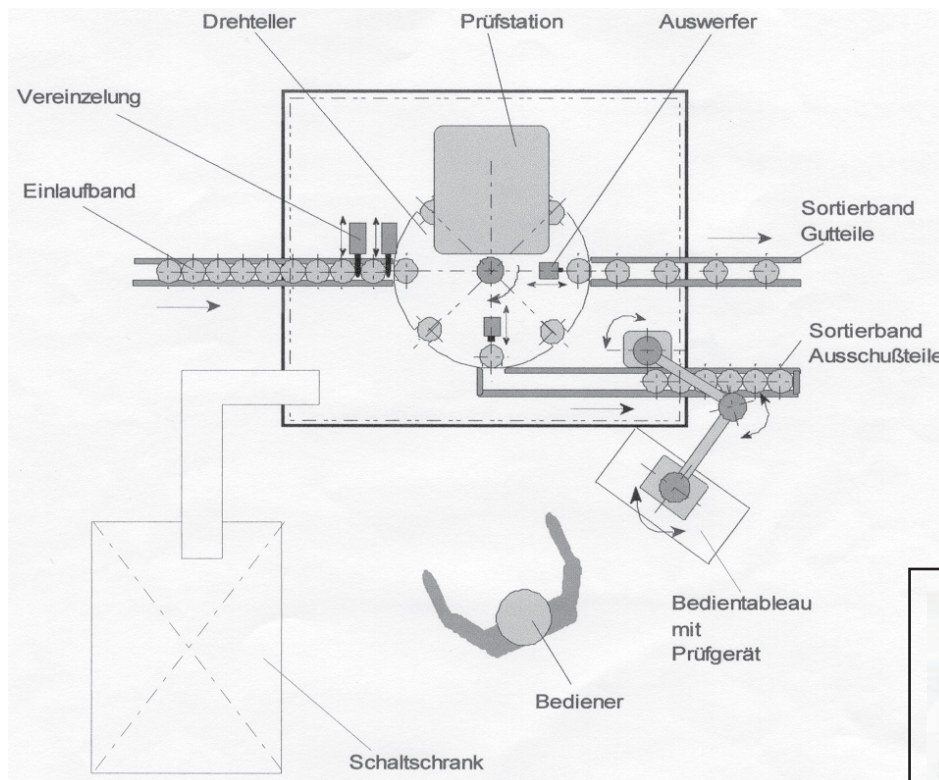 Drehteller
Prüfstation
Auswerfer
Vereinzelung
Einlaufband
Sortierband
Gutteile
Sortierband
Ausschußteile
Bedientableau
mit
Prüfgerät
Bediener
Schaltschrank